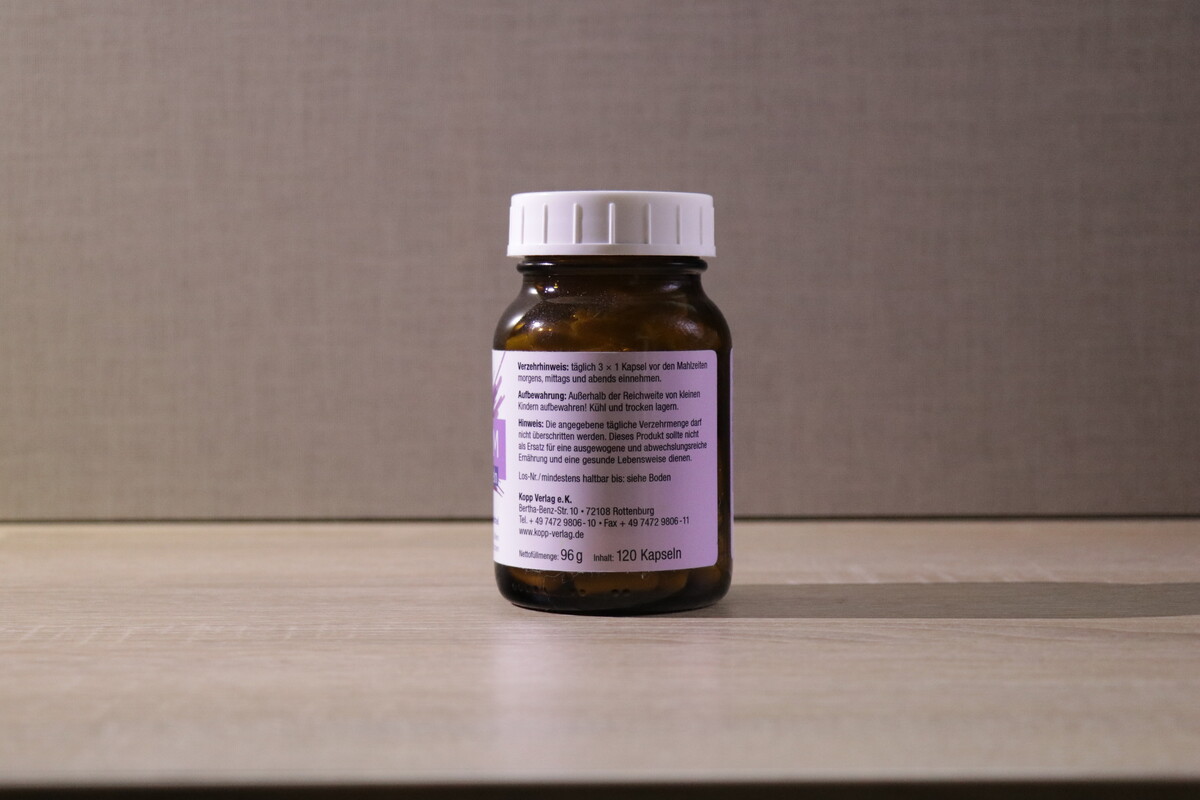 Verzehrhinweis: täglich 3 × 1 Kapsel vor den Mahlzeiten
morgens, mittags und abends einnehmen.
Aufbewahrung: Außerhalb der Reichweite von kleinen
Kindern aufbewahren! Kühl und trocken lagern.
Hinweis: Die angegebene tägliche Verzehrmenge darf
nicht überschritten werden. Dieses Produkt sollte nicht
als Ersatz für eine ausgewogene und abwechslungsreiche
Ernährung und eine gesunde Lebensweise dienen.
Los-Nr./mindestens haltbar bis: siehe Boden
Kopp Verlag e.K.
Bertha-Benz-Str. 10 • 72108 Rottenburg
Tel. + 49 7472 9806-10 • Fax + 49 7472 9806-11
www.kopp-verlag.de
Nettofüllmenge: 96 g Inhalt: 120 Kapseln